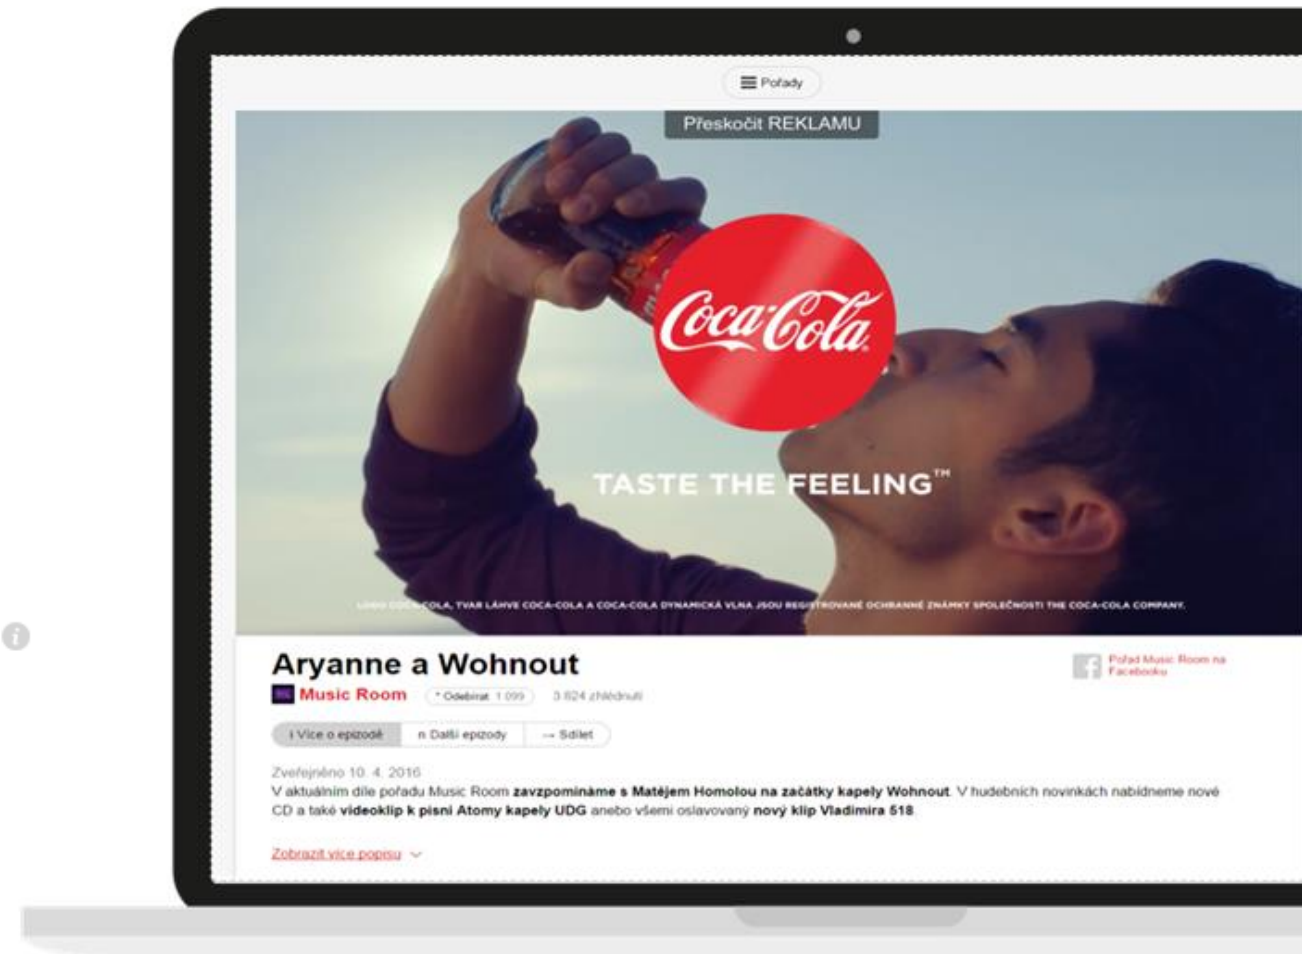 Pořady
Přeskočit REKLAMU
Coca-Cola
TASTE THE FEELING™
LOGO COCA-COLA, TVAR LÁHVE COCA-COLA A COCA-COLA DYNAMICKÁ VLNA JSOU REGISTROVANÉ OCHRANNÉ ZNÁMKY SPOLEČNOSTI THE COCA-COLA COMPANY.
Aryanne a Wohnout
Pořad Music Room na
Facebooku
Music Room Odebírat 1 099 3 824 zhlédnutí
i Více o epizodě n Další epizody → Sdílet
Zveřejněno 10. 4. 2016
V aktuálním díle pořadu Music Room zavzpomínáme s Matějem Homolou na začátky kapely Wohnout. V hudebních novinkách nabídneme nové
CD a také videoklip k písni Atomy kapely UDG anebo všemi oslavovaný nový klip Vladimira 518.
Zobrazit více popisu